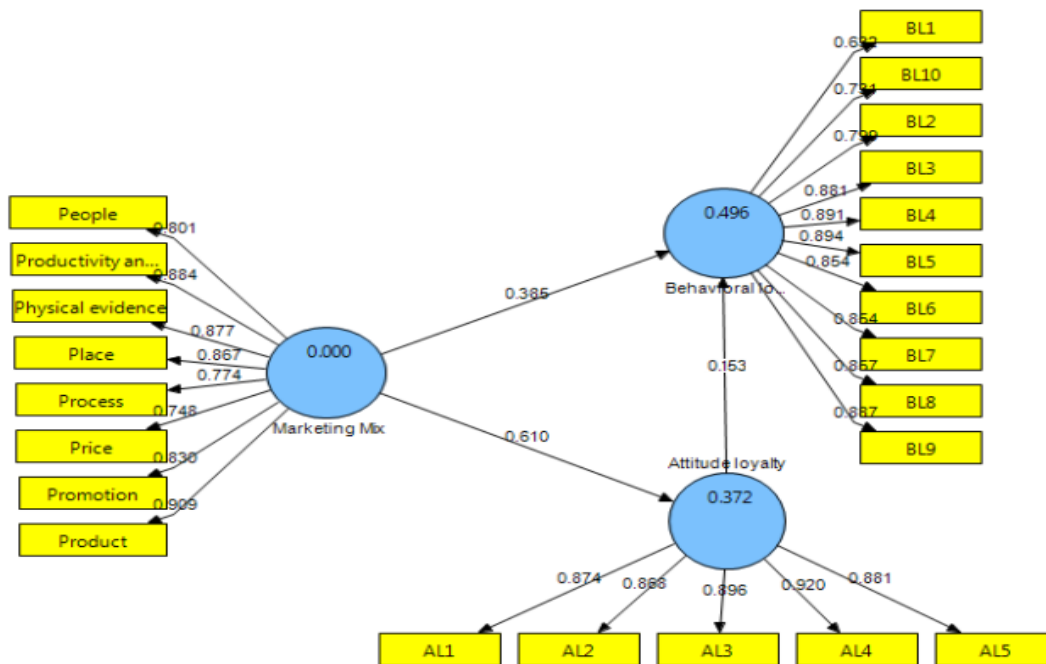 BL1
0.632
BL10
0.731
BL2
0.799
BL3
0.881
BL4
0.891
BL5
0.894
BL6
0.854
BL7
0.854
BL8
0.857
BL9
0.887
0.496
Behavioral lo...
People
0.801
Productivity an...
0.884
Physical evidence
0.877
Place
0.867
Process
0.774
Price
0.748
Promotion
0.830
Product
0.909
0.000
Marketing Mix
0.385
0.153
0.610
Attitude loyalty
0.372
0.874
0.868
0.896
0.920
0.881
AL1
AL2
AL3
AL4
AL5